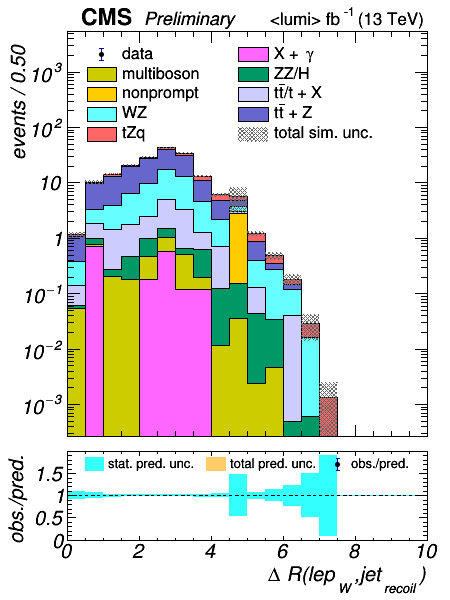 CMS Preliminary <lumi> fb⁻¹ (13 TeV)
events / 0.50
data
X + γ
multiboson
ZZ/H
nonprompt
tt̄/t + X
WZ
tt̄ + Z
tZq
total sim. unc.
10³
10²
10
1
10⁻¹
10⁻²
10⁻³
obs./pred.
stat. pred. unc. total pred. unc. obs./pred.
1.5
1
0.5
0
0 2 4 6 8 10
Δ R(lep_W,jet_recoil)